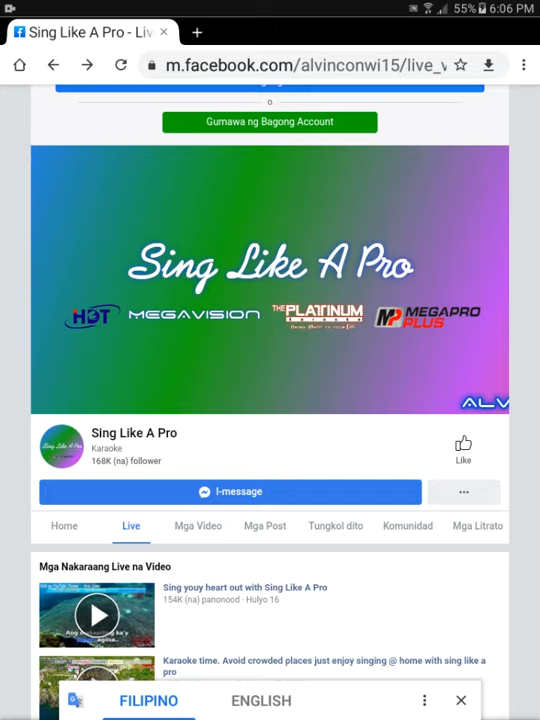 55% 6:06 PM
Sing Like A Pro - Liv
m.facebook.com/alvinconwi15/live_v
o
Gumawa ng Bagong Account
Sing Like A Pro
HDT MEGAVISION THE PLATINUM KARAOKE MP MEGAPRO PLUS
ALV
Sing Like A Pro
Karaoke
168K (na) follower
Like
I-message
Home Live Mga Video Mga Post Tungkol dito Komunidad Mga Litrato
Mga Nakaraang Live na Video
Sing youy heart out with Sing Like A Pro
154K (na) panonood · Hulyo 16
Karaoke time. Avoid crowded places just enjoy singing @ home with sing like a
pro
FILIPINO ENGLISH